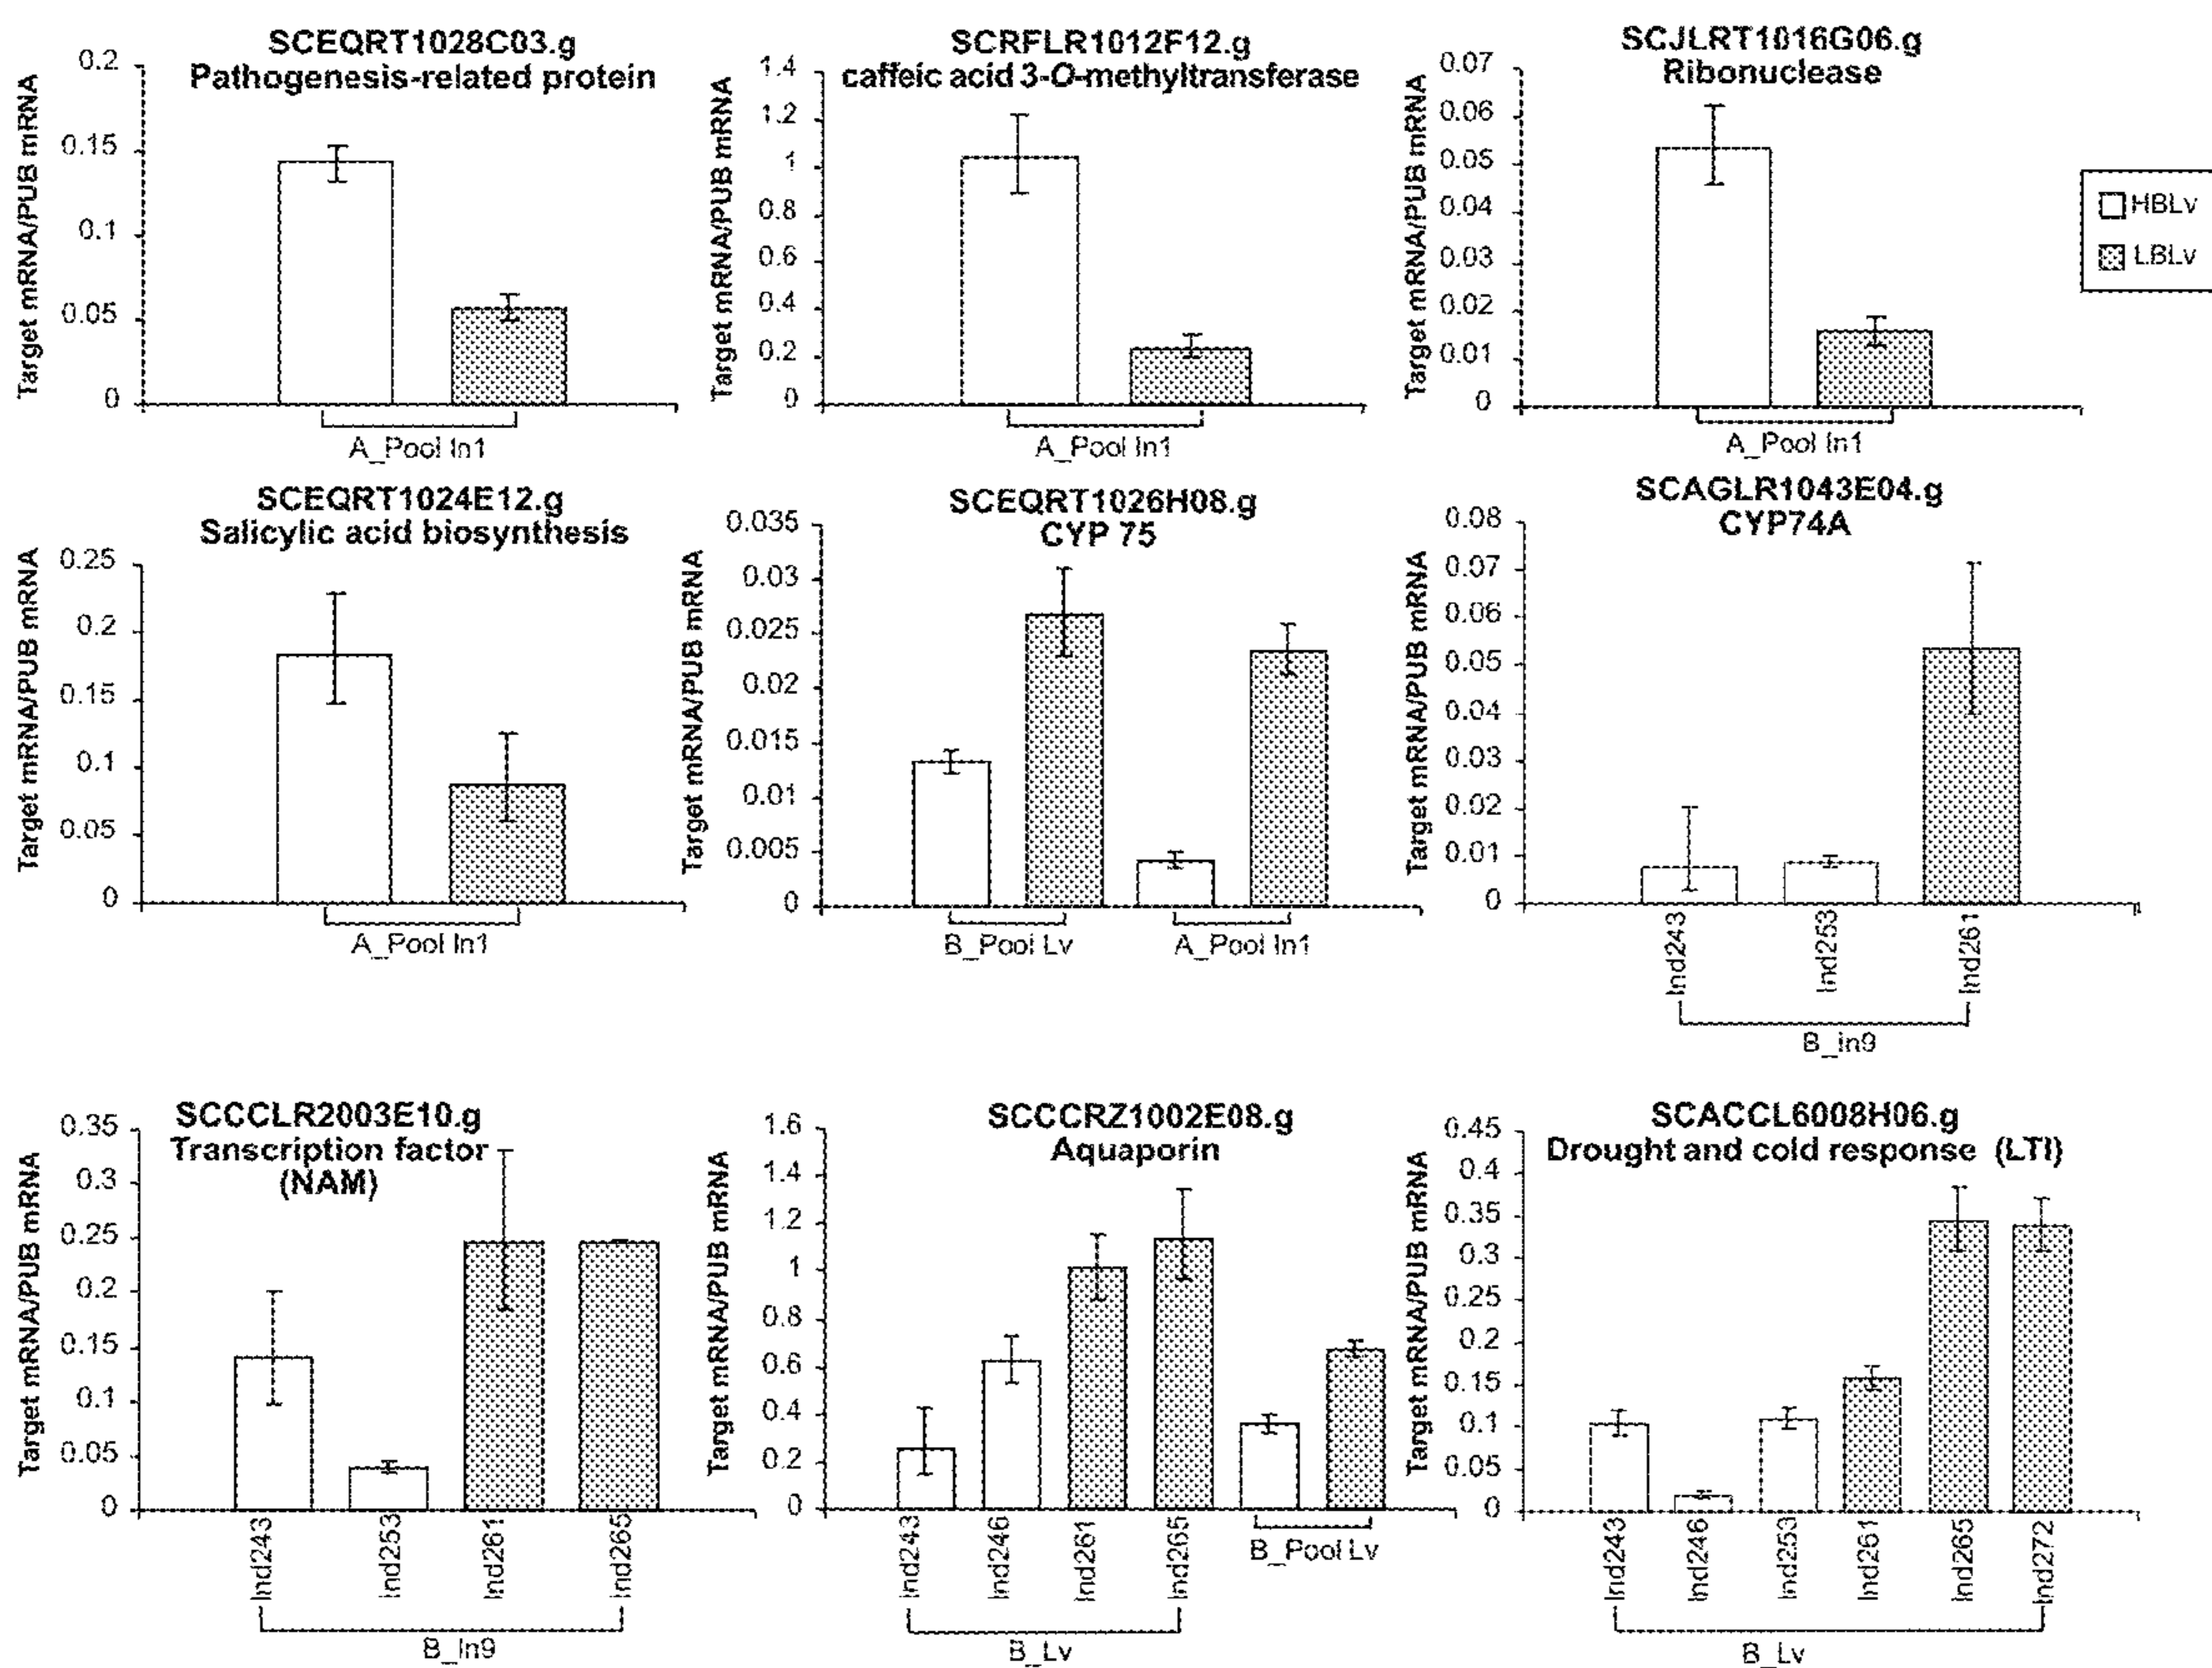 SCEQRT1028C03.g
Pathogenesis-related protein
Target mRNA/PUB mRNA
0.2
0.15
0.1
0.05
0
A_Pool In1
SCRFLR1012F12.g
caffeic acid 3-O-methyltransferase
Target mRNA/PUB mRNA
1.4
1.2
1
0.8
0.6
0.4
0.2
0
A_Pool In1
SCJLRT1016G06.g
Ribonuclease
Target mRNA/PUB mRNA
0.07
0.06
0.05
0.04
0.03
0.02
0.01
0
A_Pool In1
HBLv
LBLv
SCEQRT1024E12.g
Salicylic acid biosynthesis
Target mRNA/PUB mRNA
0.25
0.2
0.15
0.1
0.05
0
A_Pool In1
SCEQRT1026H08.g
CYP 75
Target mRNA/PUB mRNA
0.035
0.03
0.025
0.02
0.015
0.01
0.005
0
B_Pool Lv
A_Pool In1
SCAGLR1043E04.g
CYP74A
Target mRNA/PUB mRNA
0.08
0.07
0.06
0.05
0.04
0.03
0.02
0.01
0
Ind243
Ind253
Ind261
B_in9
SCCCLR2003E10.g
Transcription factor
(NAM)
Target mRNA/PUB mRNA
0.35
0.3
0.25
0.2
0.15
0.1
0.05
0
Ind243
Ind253
Ind261
Ind265
B_In9
SCCCRZ1002E08.g
Aquaporin
Target mRNA/PUB mRNA
1.6
1.4
1.2
1
0.8
0.6
0.4
0.2
0
Ind243
Ind246
Ind261
Ind265
B_Lv
B_Pool Lv
SCACCL6008H06.g
Drought and cold response (LTI)
Target mRNA/PUB mRNA
0.45
0.4
0.35
0.3
0.25
0.2
0.15
0.1
0.05
0
Ind243
Ind246
Ind253
Ind261
Ind265
Ind272
B_Lv